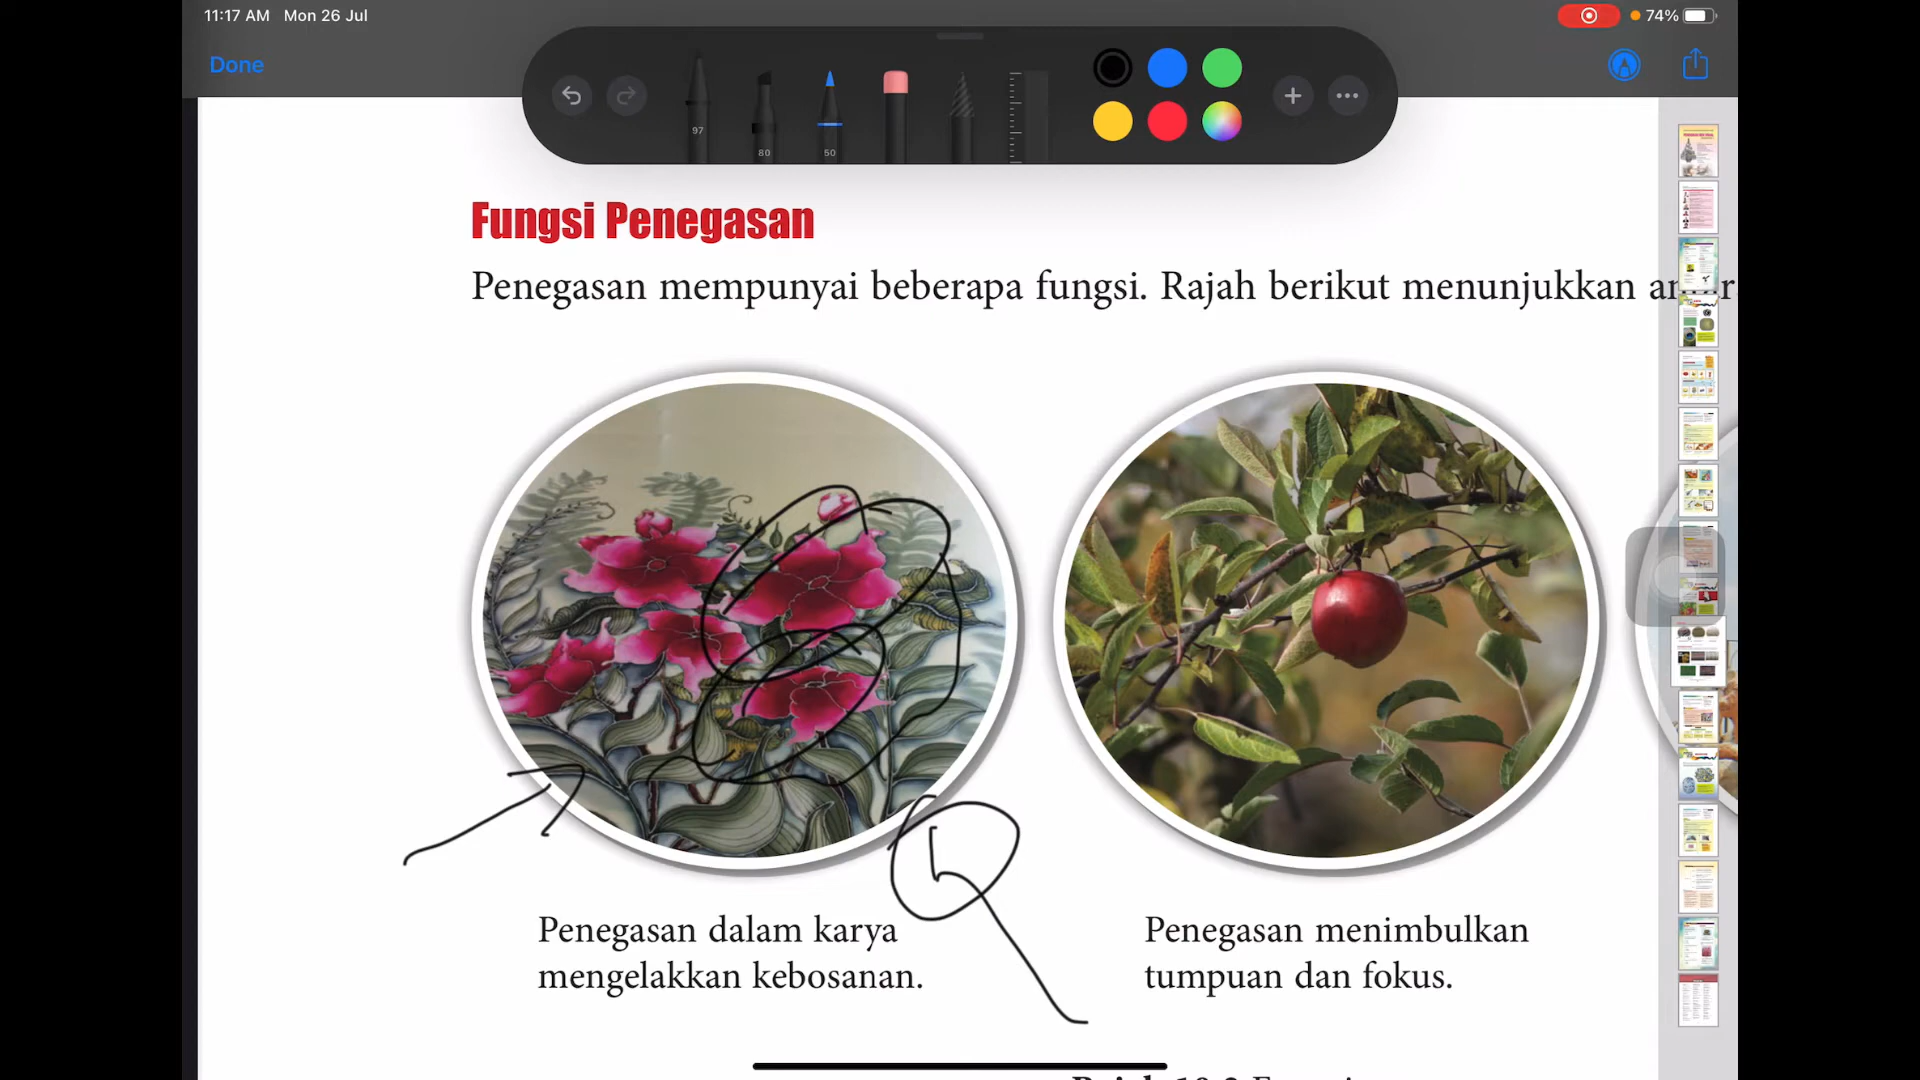 11:17 AM Mon 26 Jul
74%
Done
97
80
50
Fungsi Penegasan
Penegasan mempunyai beberapa fungsi. Rajah berikut menunjukkan
Penegasan dalam karya
mengelakkan kebosanan.
Penegasan menimbulkan
tumpuan dan fokus.